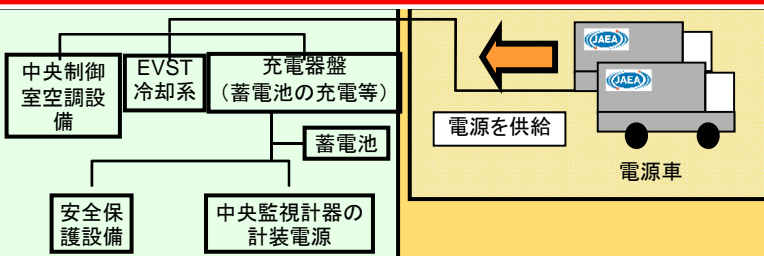 中央制御
室空調設
備
EVST
冷却系
充電器盤
（蓄電池の充電等）
蓄電池
安全保
護設備
中央監視計器の
計装電源
JAEA
JAEA
電源を供給
電源車